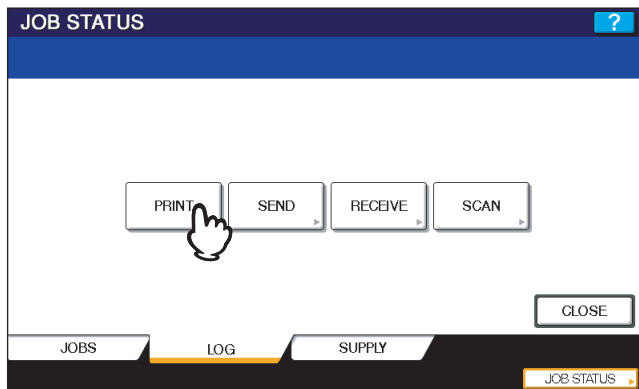 JOB STATUS ?
PRINT SEND RECEIVE SCAN
CLOSE
JOBS LOG SUPPLY
JOB STATUS